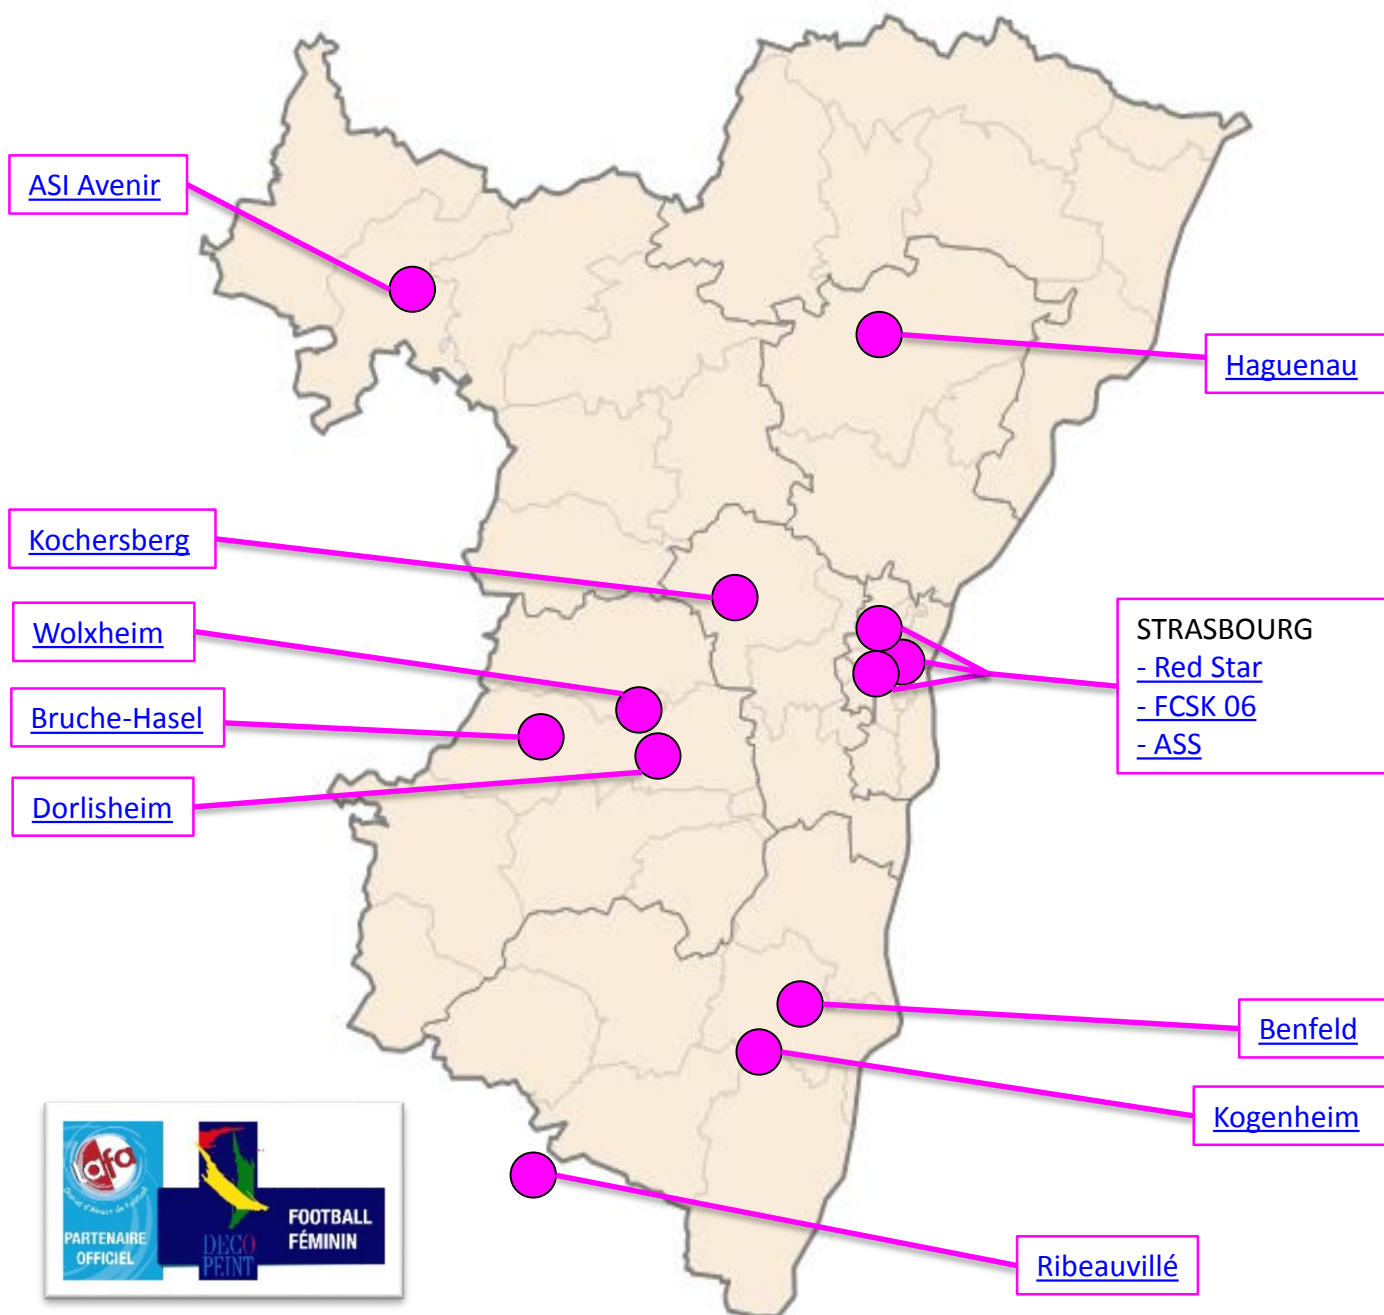 ASI Avenir
Haguenau
Kochersberg
Wolxheim
Bruche-Hasel
Dorlisheim
STRASBOURG
- Red Star
- FCSK 06
- ASS
Benfeld
Kogenheim
Ribeauvillé
lafa
PARTENAIRE
OFFICIEL
DECO
PEINT
FOOTBALL
FÉMININ